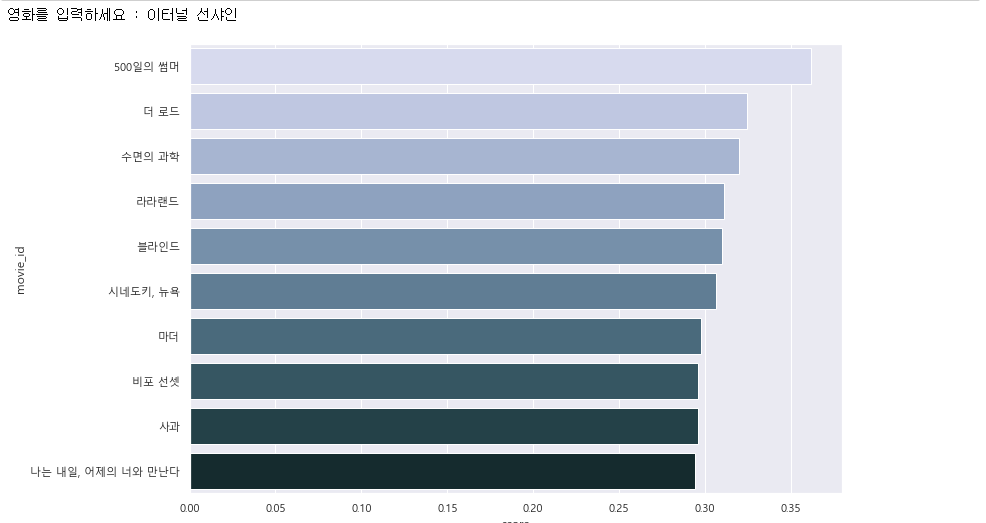 영화를 입력하세요 : 이터널 선샤인
500일의 썸머
더 로드
수면의 과학
라라랜드
블라인드
시네도키, 뉴욕
마더
비포 선셋
사과
나는 내일, 어제의 너와 만난다
movie_id
0.00 0.05 0.10 0.15 0.20 0.25 0.30 0.35